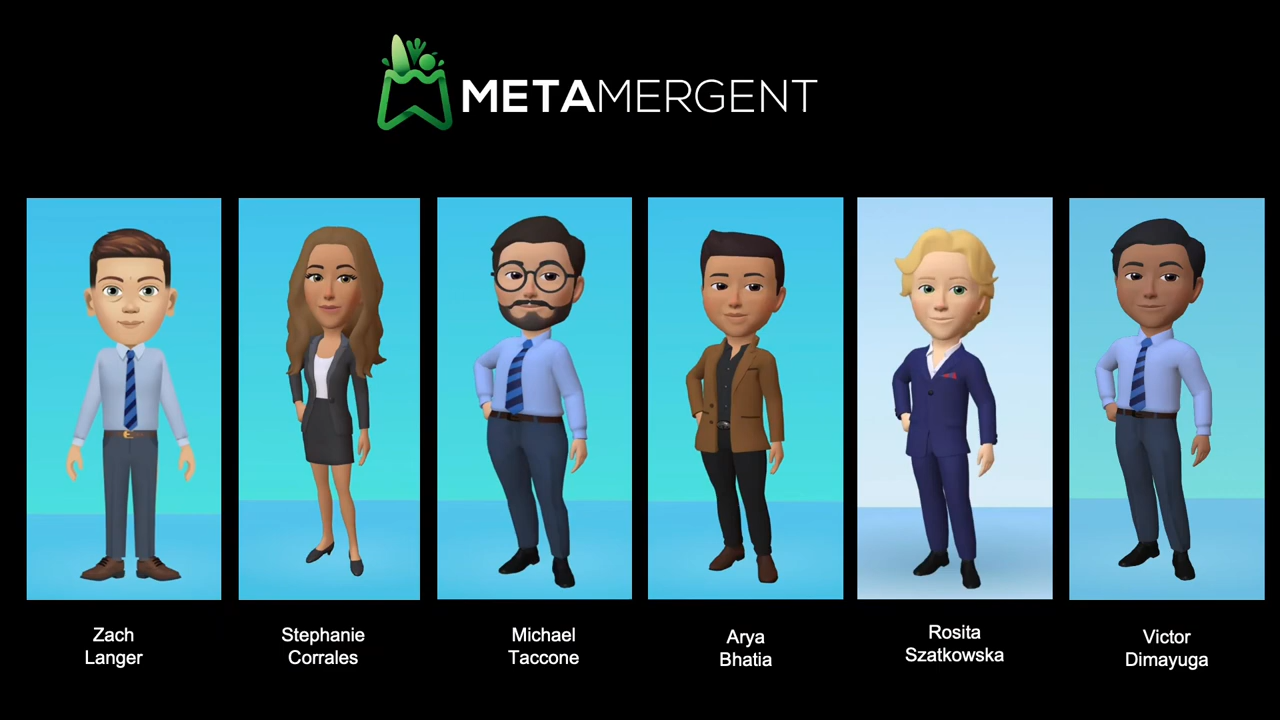 METAMERGENT
Zach
Langer
Stephanie
Corrales
Michael
Taccone
Arya
Bhatia
Rosita
Szatkowska
Victor
Dimayuga